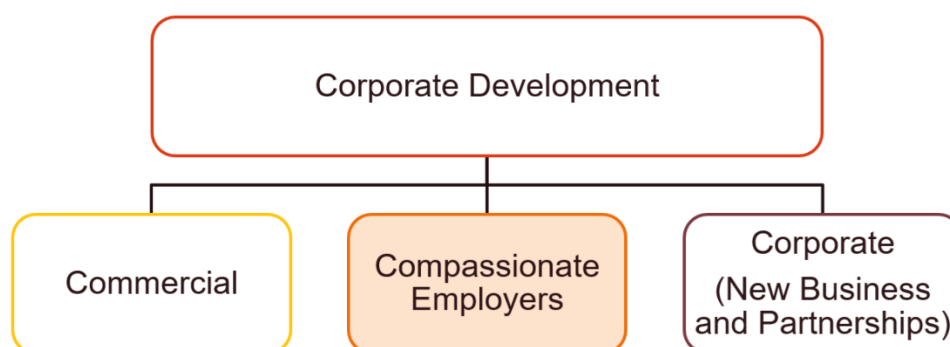 Corporate Development
Commercial
Compassionate
Employers
Corporate
(New Business
and Partnerships)